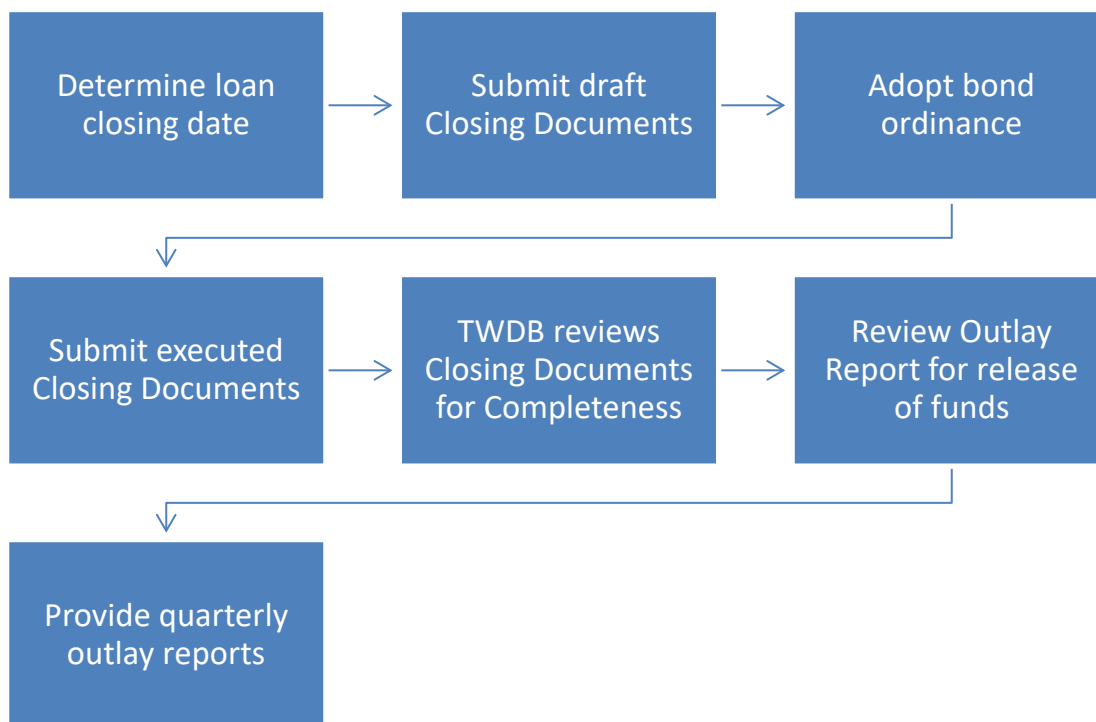 Determine loan
closing date
Submit draft
Closing Documents
Adopt bond
ordinance
Submit executed
Closing Documents
TWDB reviews
Closing Documents
for Completeness
Review Outlay
Report for release
of funds
Provide quarterly
outlay reports